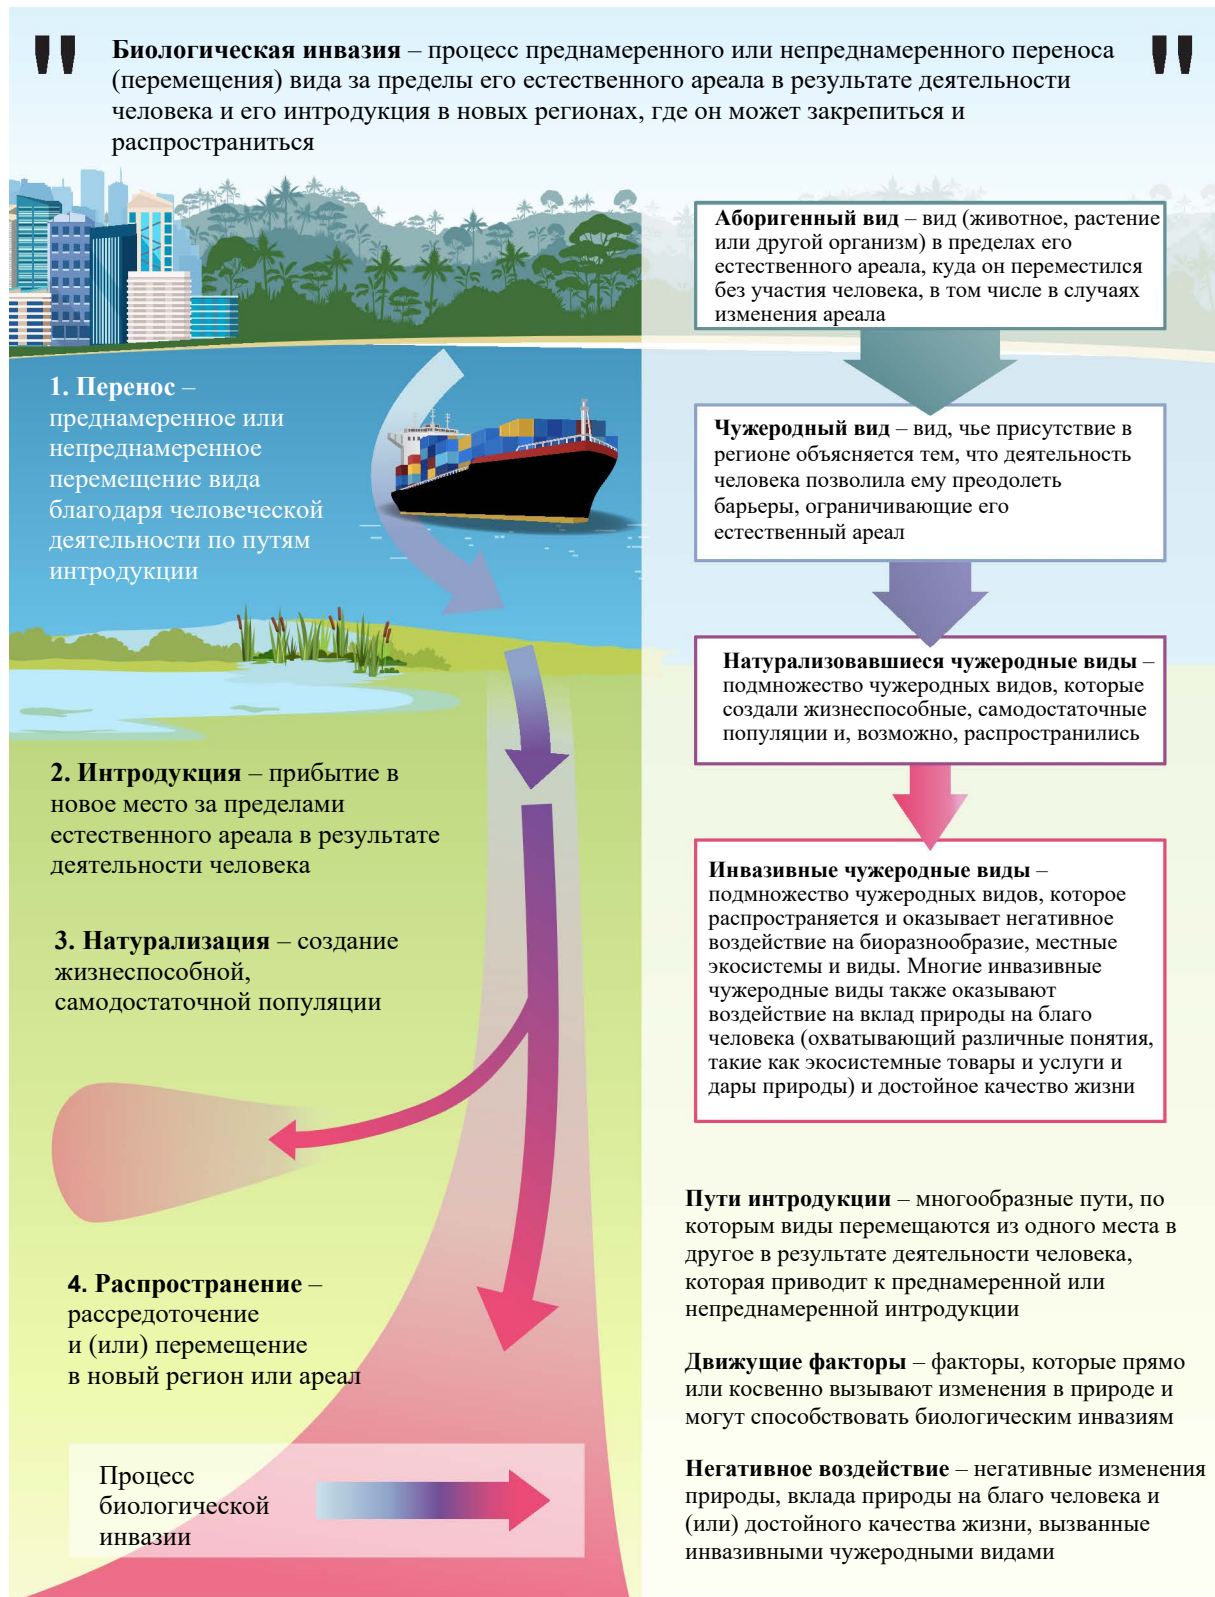 " Биологическая инвазия – процесс преднамеренного или непреднамеренного переноса "
(перемещения) вида за пределы его естественного ареала в результате деятельности
человека и его интродукция в новых регионах, где он может закрепиться и
распространиться
Аборигенный вид – вид (животное, растение
или другой организм) в пределах его
естественного ареала, куда он переместился
без участия человека, в том числе в случаях
изменения ареала
1. Перенос –
преднамеренное или
непреднамеренное
перемещение вида
благодаря человеческой
деятельности по путям
интродукции
Чужеродный вид – вид, чье присутствие в
регионе объясняется тем, что деятельность
человека позволила ему преодолеть
барьеры, ограничивающие его
естественный ареал
Натурализовавшиеся чужеродные виды –
подмножество чужеродных видов, которые
создали жизнеспособные, самодостаточные
популяции и, возможно, распространились
2. Интродукция – прибытие в
новое место за пределами
естественного ареала в результате
деятельности человека
3. Натурализация – создание
жизнеспособной,
самодостаточной популяции
Инвазивные чужеродные виды –
подмножество чужеродных видов, которое
распространяется и оказывает негативное
воздействие на биоразнообразие, местные
экосистемы и виды. Многие инвазивные
чужеродные виды также оказывают
воздействие на вклад природы на благо
человека (охватывающий различные понятия,
такие как экосистемные товары и услуги и
дары природы) и достойное качество жизни
4. Распространение –
рассредоточение
и (или) перемещение
в новый регион или ареал
Процесс
биологической
инвазии
Пути интродукции – многообразные пути, по
которым виды перемещаются из одного места в
другое в результате деятельности человека,
которая приводит к преднамеренной или
непреднамеренной интродукции
Движущие факторы – факторы, которые прямо
или косвенно вызывают изменения в природе и
могут способствовать биологическим инвазиям
Негативное воздействие – негативные изменения
природы, вклада природы на благо человека и
(или) достойного качества жизни, вызванные
инвазивными чужеродными видами